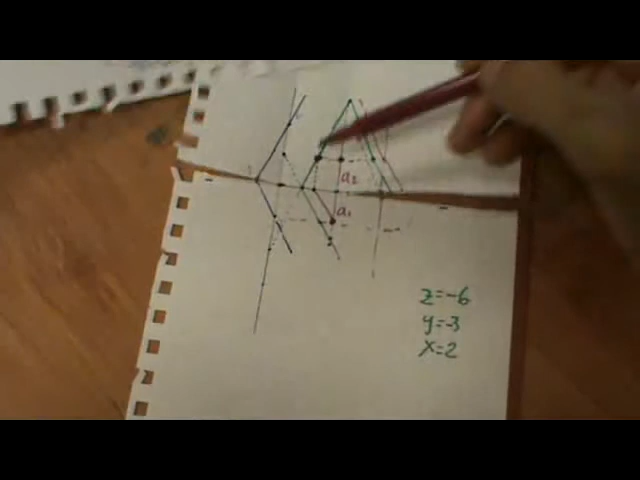 a₂
a₁
z=-6
y=-3
x=2